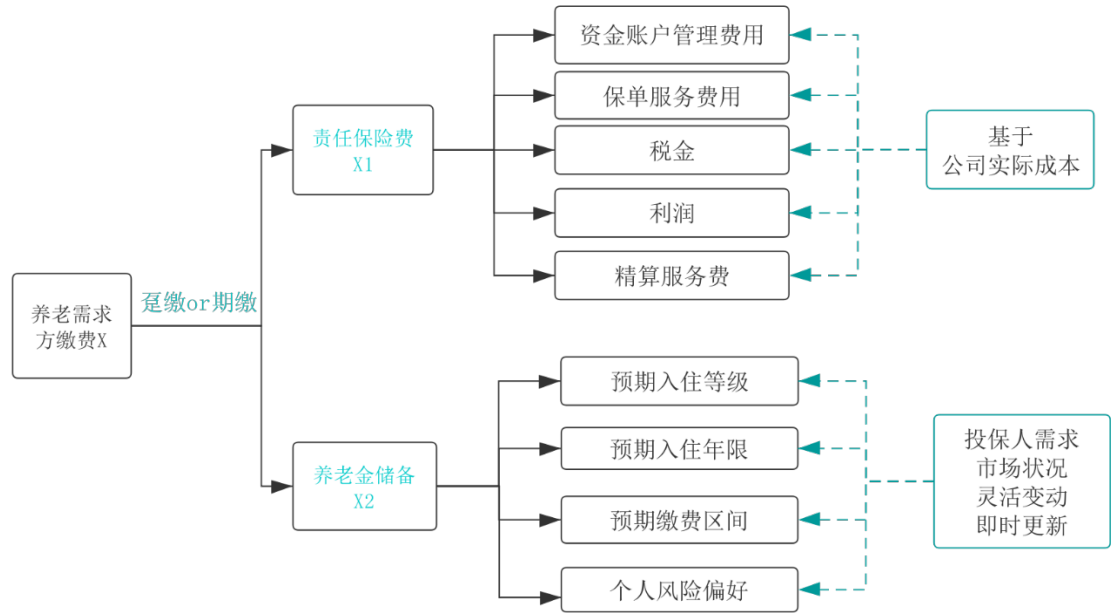 养老需求
方缴费X
趸缴or期缴
责任保险费
X1
养老金储备
X2
资金账户管理费用
保单服务费用
税金
利润
精算服务费
预期入住等级
预期入住年限
预期缴费区间
个人风险偏好
基于
公司实际成本
投保人需求
市场状况
灵活变动
即时更新